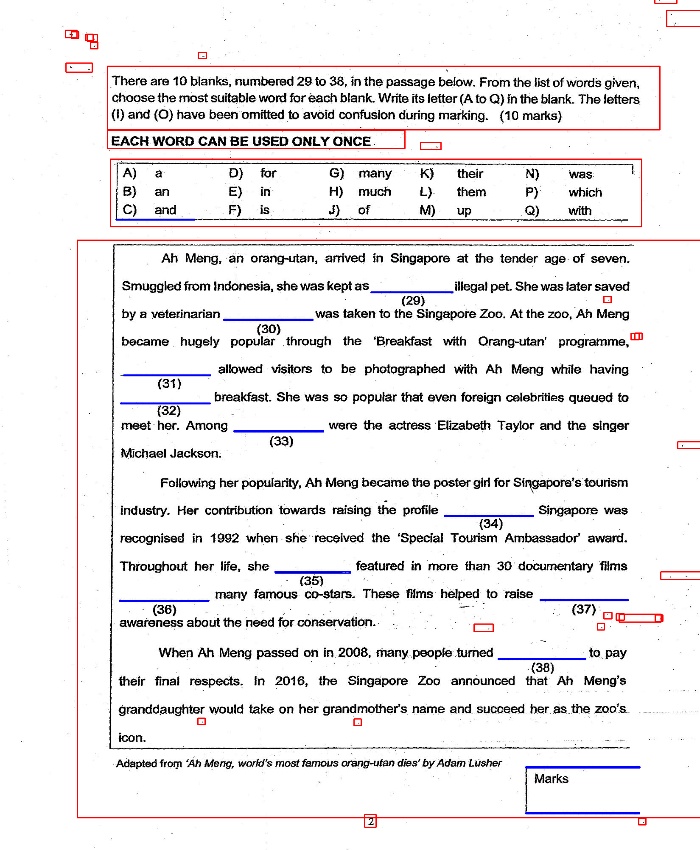 There are 10 blanks, numbered 29 to 38, in the passage below. From the list of words given,
choose the most suitable word for each blank. Write its letter (A to Q) in the blank. The letters
(I) and (O) have been omitted to avoid confusion during marking. (10 marks)
EACH WORD CAN BE USED ONLY ONCE.
A) a D) for G) many K) their N) was
B) an E) in H) much L) them P) which
C) and F) is J) of M) up Q) with
Ah Meng, an orang-utan, arrived in Singapore at the tender age of seven.
Smuggled from Indonesia, she was kept as illegal pet. She was later saved
(29)
by a veterinarian was taken to the Singapore Zoo. At the zoo, Ah Meng
(30)
became hugely popular through the 'Breakfast with Orang-utan' programme,
allowed visitors to be photographed with Ah Meng while having
(31)
breakfast. She was so popular that even foreign celebrities queued to
(32)
meet her. Among were the actress Elizabeth Taylor and the singer
(33)
Michael Jackson.
Following her popularity, Ah Meng became the poster girl for Singapore's tourism
industry. Her contribution towards raising the profile Singapore was
(34)
recognised in 1992 when she received the 'Special Tourism Ambassador' award.
Throughout her life, she featured in more than 30 documentary films
(35)
many famous co-stars. These films helped to raise
(36) (37)
awareness about the need for conservation.
When Ah Meng passed on in 2008, many people turned to pay
(38)
their final respects. In 2016, the Singapore Zoo announced that Ah Meng's
granddaughter would take on her grandmother's name and succeed her as the zoo's
icon.
Adapted from 'Ah Meng, world's most famous orang-utan dies' by Adam Lusher
Marks
2